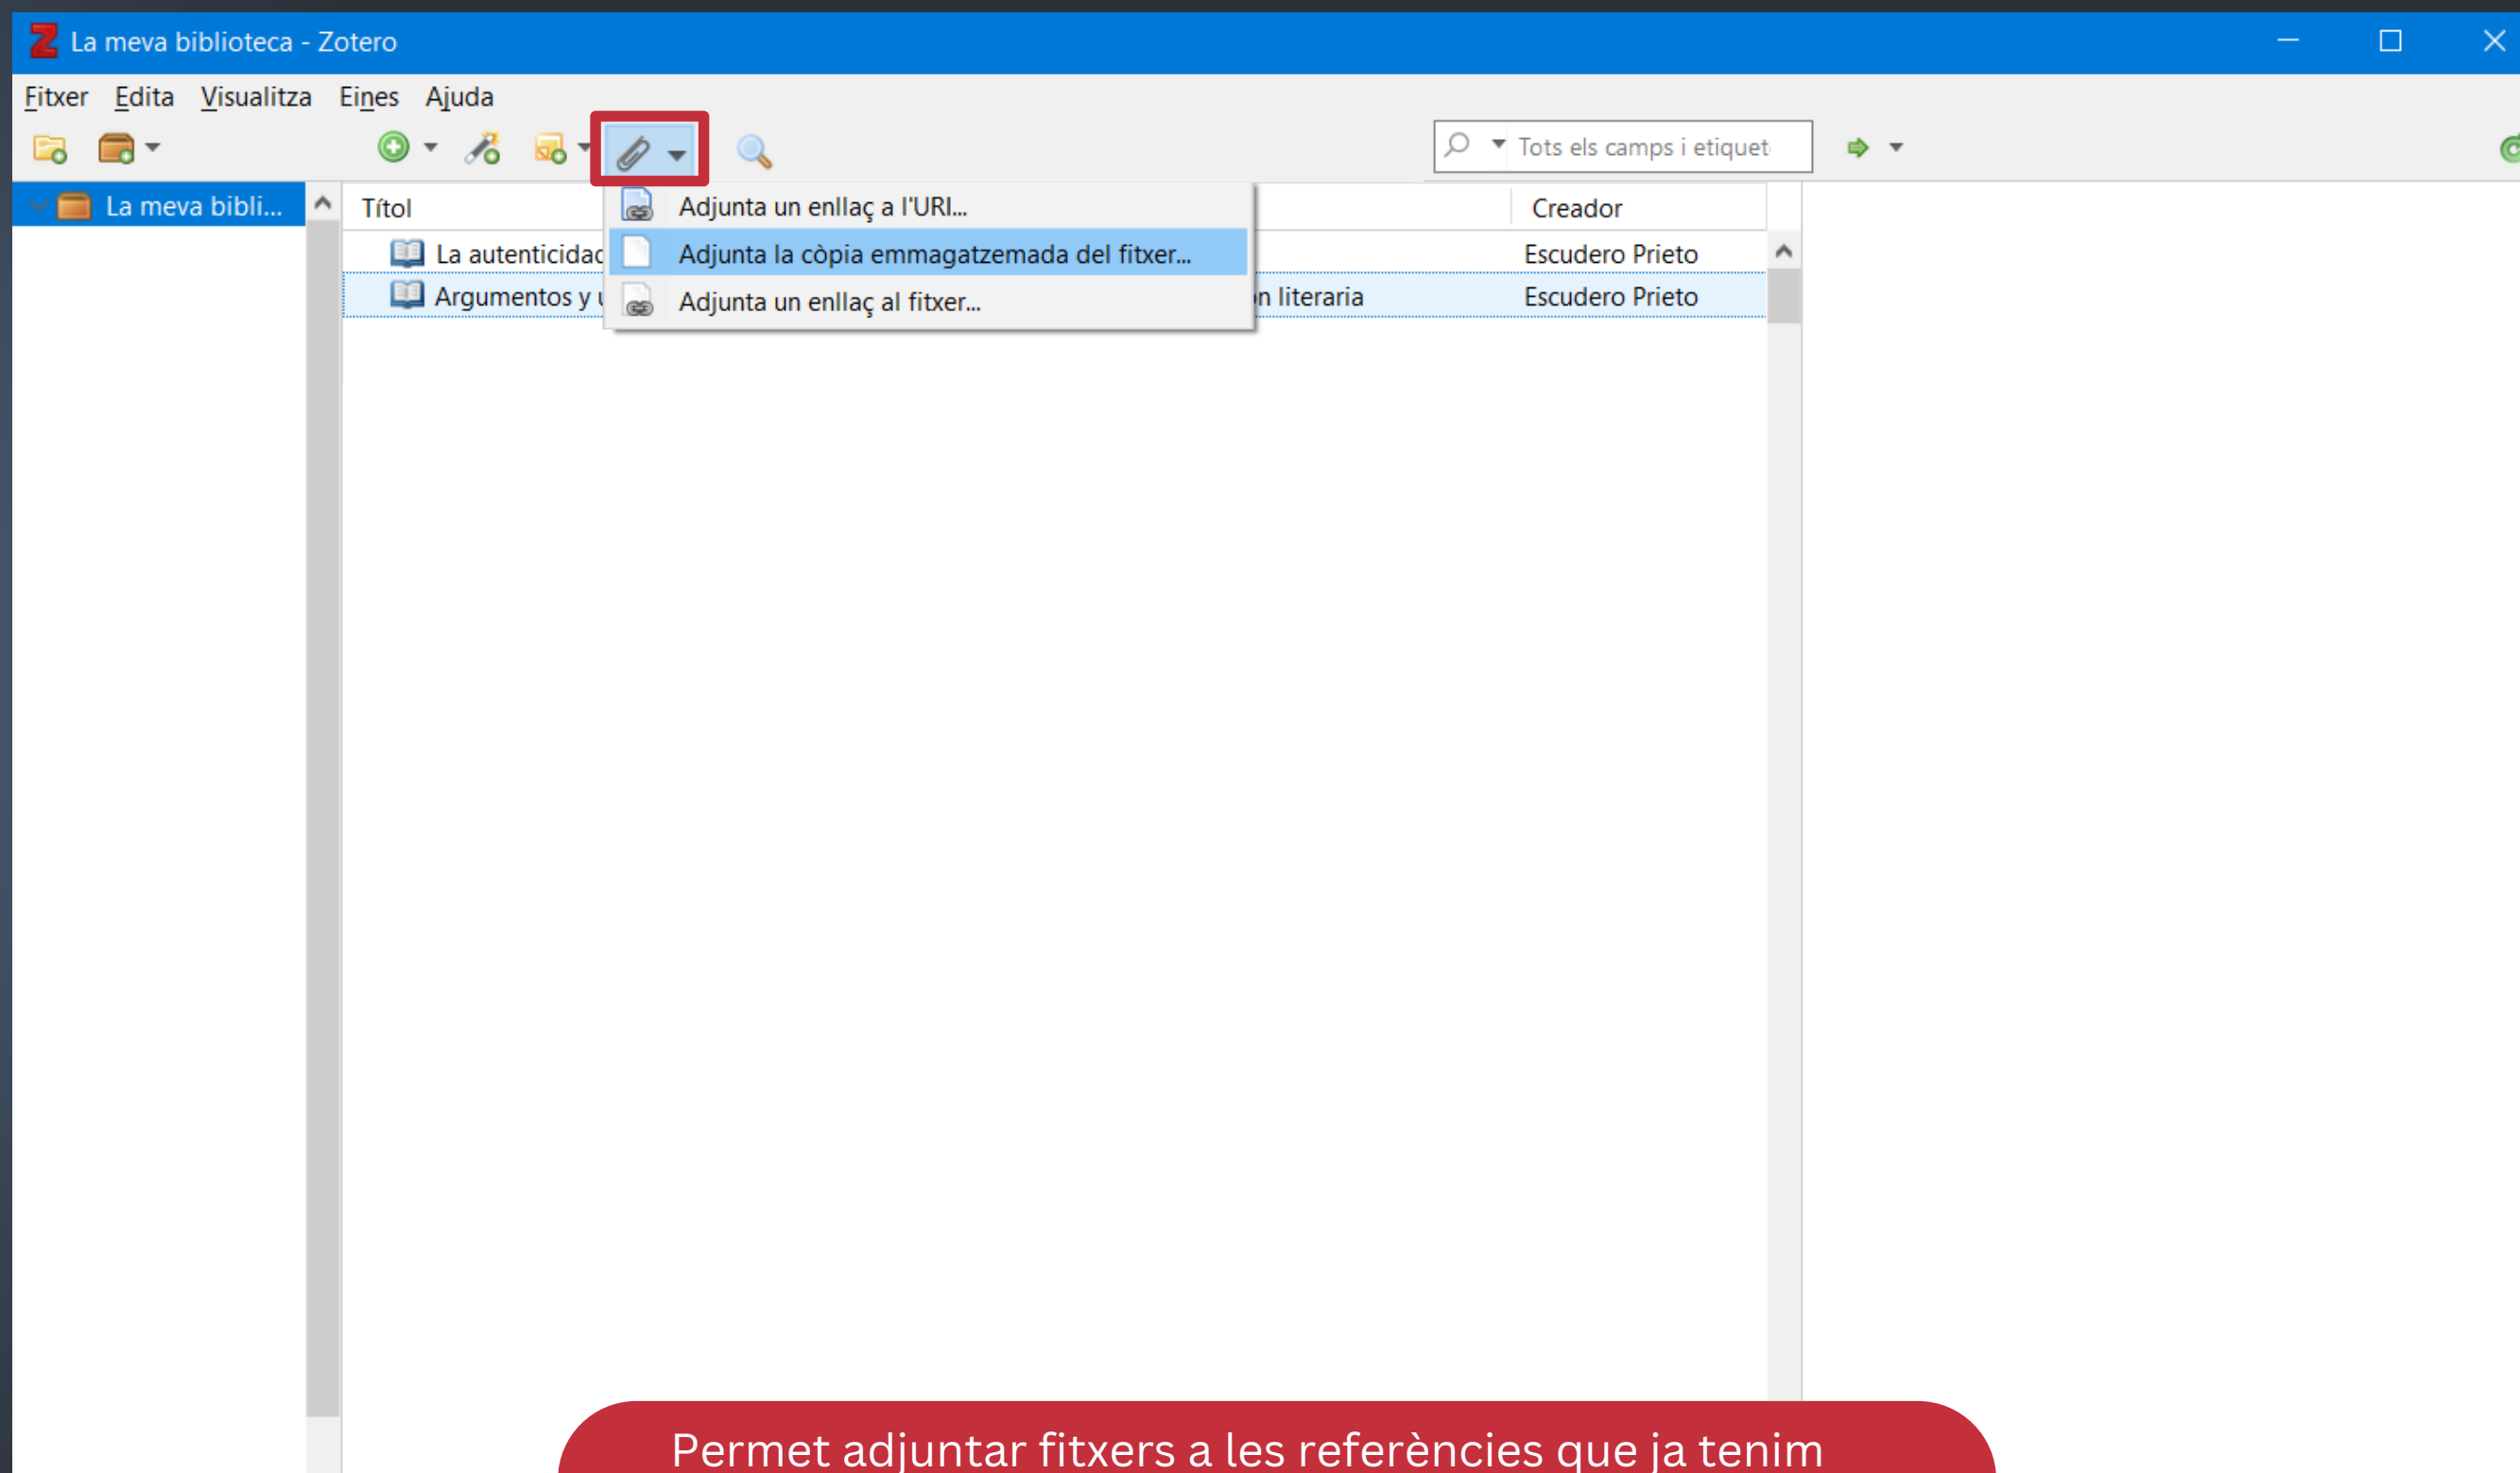 La meva biblioteca - Zotero
Fitxer Edita Visualitza Eines Ajuda
Tots els camps i etiquet
La meva bibli...
Títol
Creador
Adjunta un enllaç a l'URI...
La autenticidad
Adjunta la còpia emmagatzemada del fitxer...
Escudero Prieto
Argumentos y
Adjunta un enllaç al fitxer...
n literaria
Escudero Prieto
Permet adjuntar fitxers a les referències que ja tenim